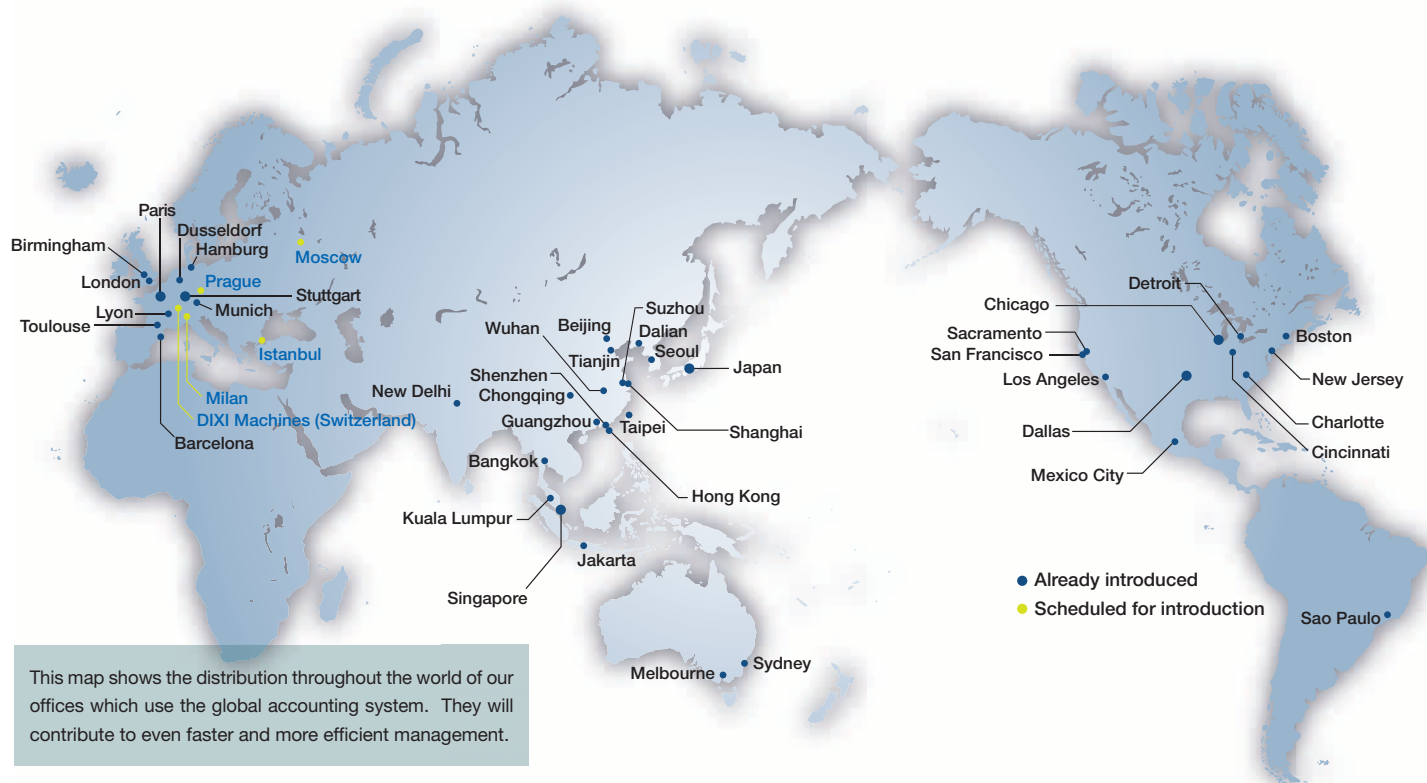 Paris
Dusseldorf
Birmingham
Hamburg
Moscow
London
Prague
Stuttgart
Lyon
Munich
Toulouse
Istanbul
Milan
DIXI Machines (Switzerland)
Barcelona
New Delhi
Suzhou
Wuhan
Beijing
Dalian
Tianjin
Seoul
Japan
Shenzhen
Chongqing
Guangzhou
Taipei
Shanghai
Bangkok
Hong Kong
Kuala Lumpur
Jakarta
Singapore
Melbourne
Sydney
Detroit
Chicago
Sacramento
Boston
San Francisco
Los Angeles
New Jersey
Dallas
Charlotte
Cincinnati
Mexico City
Already introduced
Scheduled for introduction
Sao Paulo
This map shows the distribution throughout the world of our
offices which use the global accounting system. They will
contribute to even faster and more efficient management.